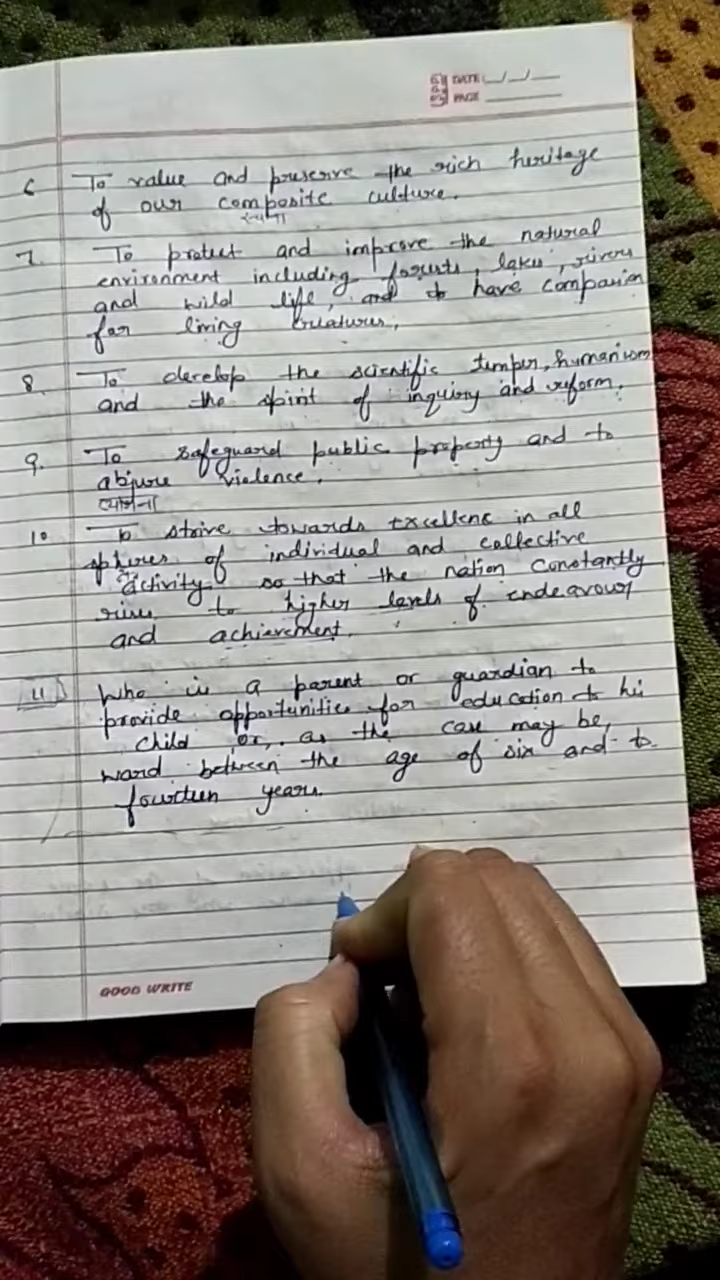 DATE __/__/__
PAGE ______
6 To value and preserve the rich heritage
of our composite culture.
7. To protect and improve the natural
environment including forests, lakes, rivers
and wild life, and to have compassion
for living creatures,
8. To develop the scientific temper, humanism
and the spirit of inquiry and reform.
9. To safeguard public property and to
abjure violence.
10 To strive towards excellenc in all
spheres of individual and collective
activity so that the nation constantly
rises to higher levels of endeavour
and achievement.
11 Who is a parent or guardian to
provide opportunities for education to his
child or, as the case may be,
ward between the age of six and to
fourteen years.
GOOD WRITE